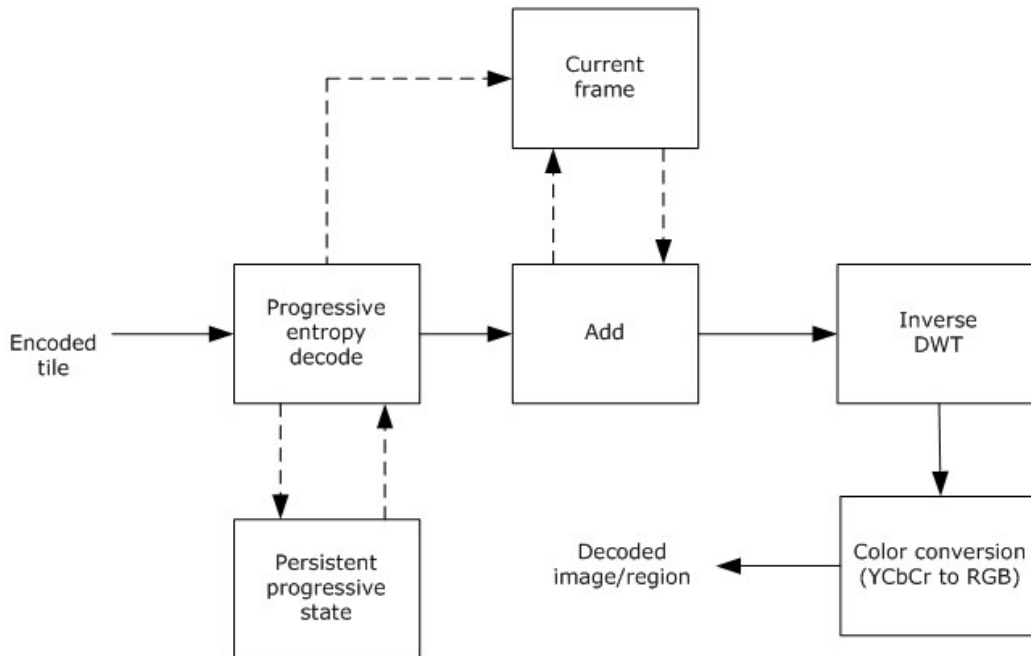 Current
frame
Encoded
tile
Progressive
entropy
decode
Add
Inverse
DWT
Persistent
progressive
state
Decoded
image/region
Color conversion
(YCbCr to RGB)